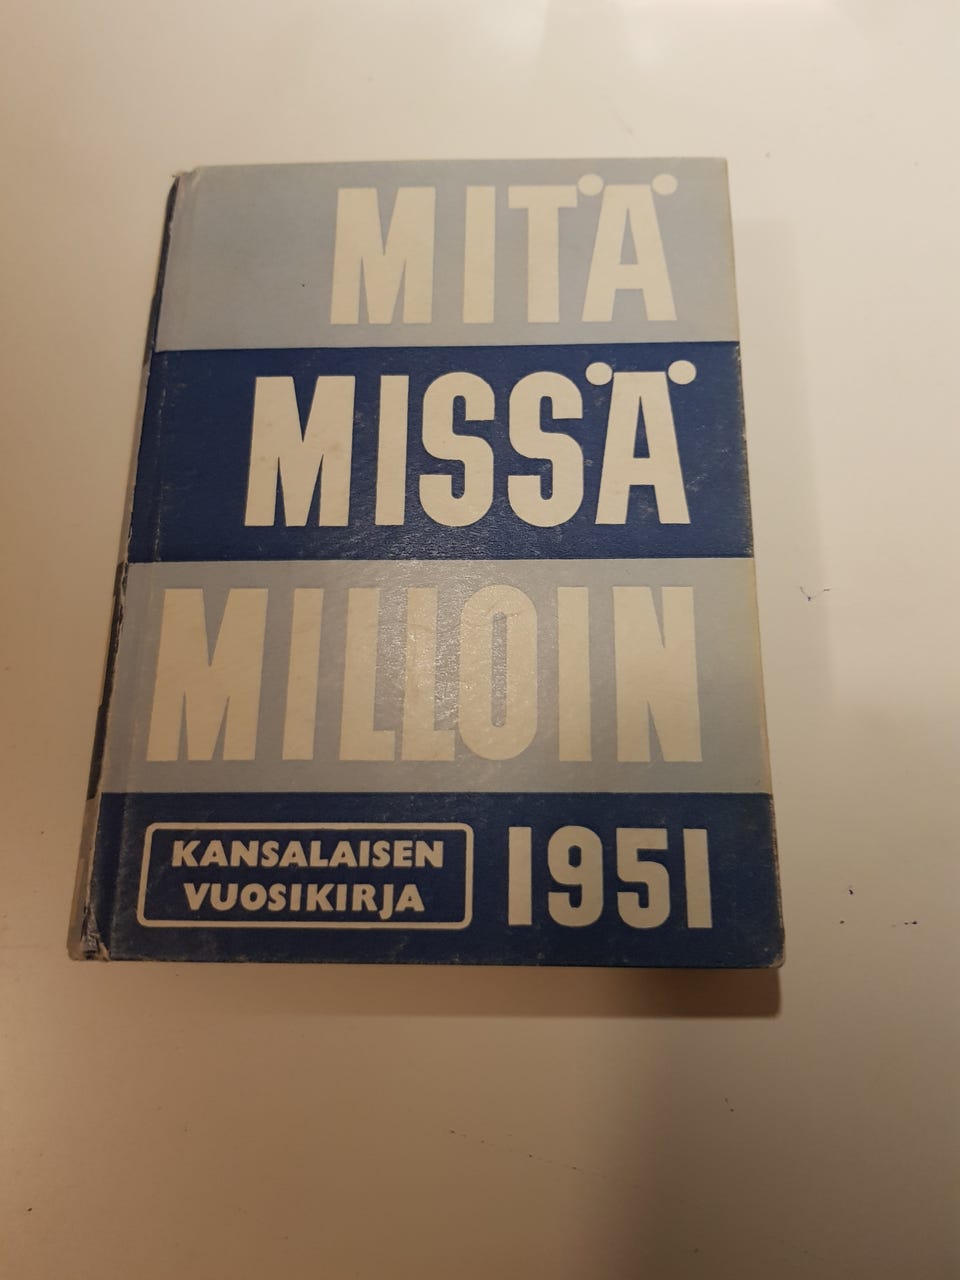 MITÄ
MISSÄ
MILLOIN
KANSALAISEN
VUOSIKIRJA
1951